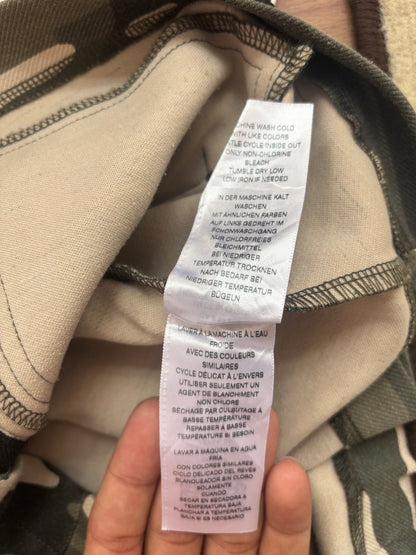 MACHINE WASH COLD
WITH LIKE COLORS
GENTLE CYCLE INSIDE OUT
ONLY NON-CHLORINE
BLEACH
TUMBLE DRY LOW
LOW IRON IF NEEDED
IN DER MASCHINE KALT
WASCHEN
MIT ÄHNLICHEN FARBEN
AUF LINKS GEDREHT IM
SCHONWASCHGANG
NUR CHLORFREIES
BLEICHMITTEL
BEI NIEDRIGER
TEMPERATUR TROCKNEN
NACH BEDARF BEI
NIEDRIGER TEMPERATUR
BÜGELN
LAVER À LAMACHINE À L'EAU
FROIDE
AVEC DES COULEURS
SIMILAIRES
CYCLE DÉLICAT À L'ENVERS
UTILISER SEULEMENT UN
AGENT DE BLANCHIMENT
NON CHLORÉ
SÉCHAGE PAR CULBUTAGE À
BASSE TEMPÉRATURE
REPASSER À BASSE
TEMPÉRATURE SI BESOIN
LAVAR A MÁQUINA EN AGUA
FRÍA
CON COLORES SIMILARES
CICLO DELICADO DEL REVÉS
BLANQUEADOR SIN CLORO
SOLAMENTE
CUANDO
SECAR EN SECADORA A
TEMPERATURA BAJA
PLANCHAR A TEMPERATURA
BAJA SI ES NECESARIO